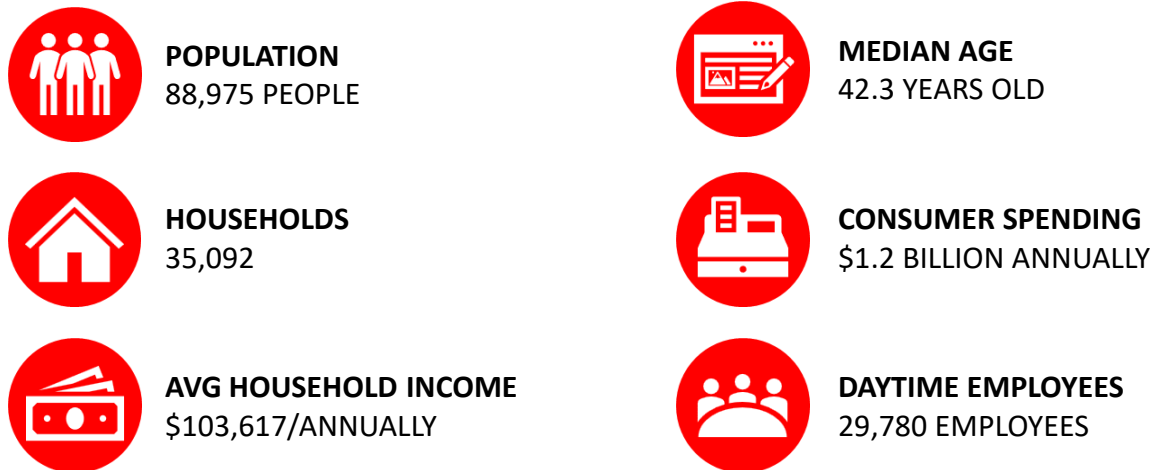 POPULATION
88,975 PEOPLE
MEDIAN AGE
42.3 YEARS OLD
HOUSEHOLDS
35,092
CONSUMER SPENDING
$1.2 BILLION ANNUALLY
AVG HOUSEHOLD INCOME
$103,617/ANNUALLY
DAYTIME EMPLOYEES
29,780 EMPLOYEES